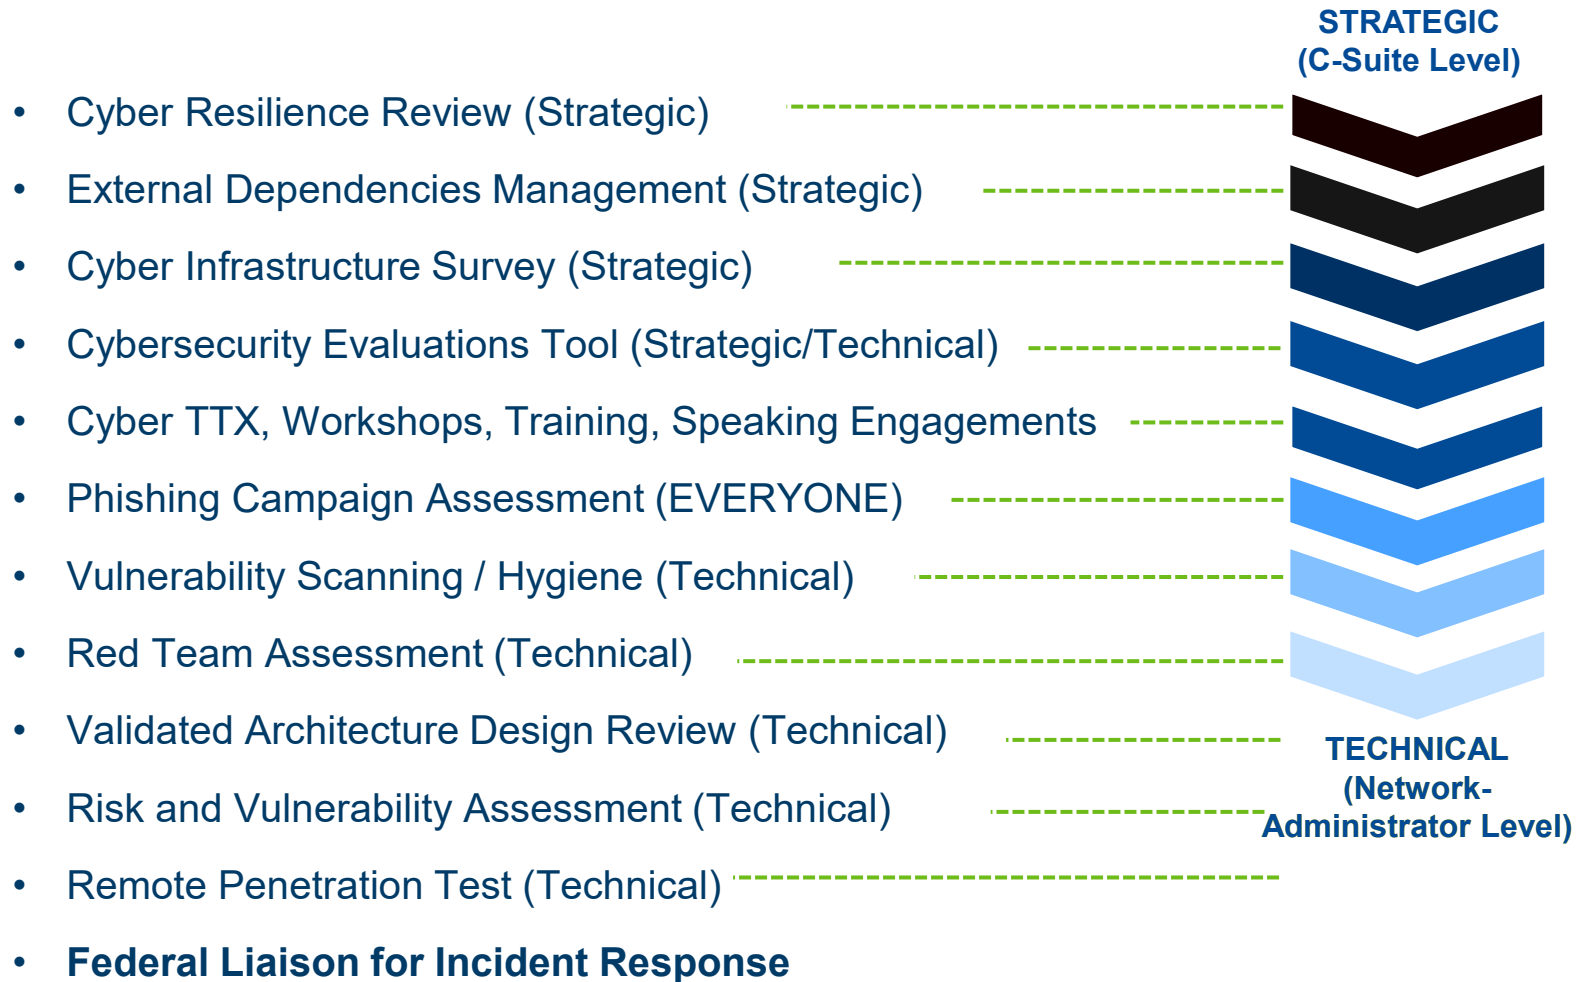 STRATEGIC
(C-Suite Level)
• Cyber Resilience Review (Strategic)
• External Dependencies Management (Strategic)
• Cyber Infrastructure Survey (Strategic)
• Cybersecurity Evaluations Tool (Strategic/Technical)
• Cyber TTX, Workshops, Training, Speaking Engagements
• Phishing Campaign Assessment (EVERYONE)
• Vulnerability Scanning / Hygiene (Technical)
• Red Team Assessment (Technical)
• Validated Architecture Design Review (Technical)
• Risk and Vulnerability Assessment (Technical)
• Remote Penetration Test (Technical)
• Federal Liaison for Incident Response
TECHNICAL
(Network-
Administrator Level)